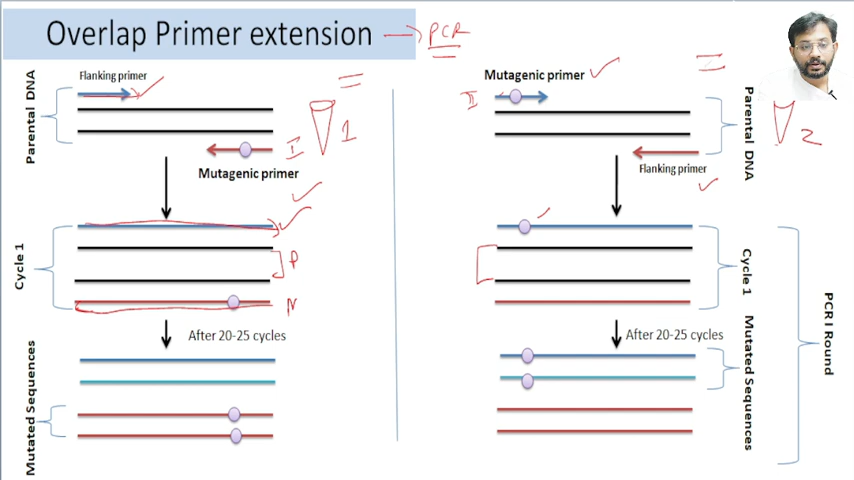 Overlap Primer extension
PCR
Flanking primer
Parental DNA
I
1
Mutagenic primer
Cycle 1
P
N
After 20-25 cycles
Mutated Sequences
Mutagenic primer
II
Parental DNA
2
Flanking primer
Cycle 1
After 20-25 cycles
Mutated Sequences
PCR I Round